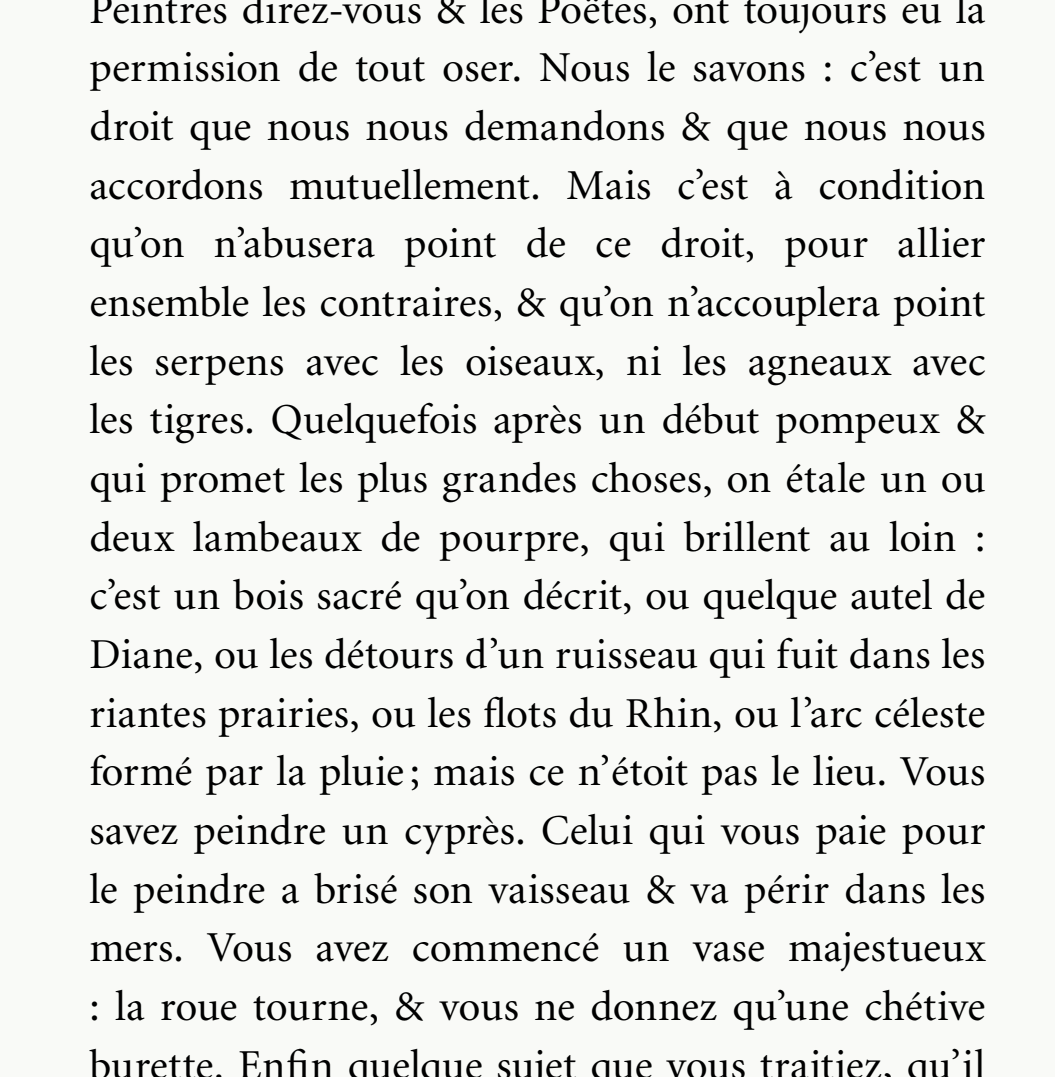 Peintres direz-vous & les Poëtes, ont toujours eu la
permission de tout oser. Nous le savons : c’est un
droit que nous nous demandons & que nous nous
accordons mutuellement. Mais c’est à condition
qu’on n’abusera point de ce droit, pour allier
ensemble les contraires, & qu’on n’accouplera point
les serpens avec les oiseaux, ni les agneaux avec
les tigres. Quelquefois après un début pompeux &
qui promet les plus grandes choses, on étale un ou
deux lambeaux de pourpre, qui brillent au loin :
c’est un bois sacré qu’on décrit, ou quelque autel de
Diane, ou les détours d’un ruisseau qui fuit dans les
riantes prairies, ou les flots du Rhin, ou l’arc céleste
formé par la pluie ; mais ce n’étoit pas le lieu. Vous
savez peindre un cyprès. Celui qui vous paie pour
le peindre a brisé son vaisseau & va périr dans les
mers. Vous avez commencé un vase majestueux
: la roue tourne, & vous ne donnez qu’une chétive
burette. Enfin quelque sujet que vous traitiez, qu’il